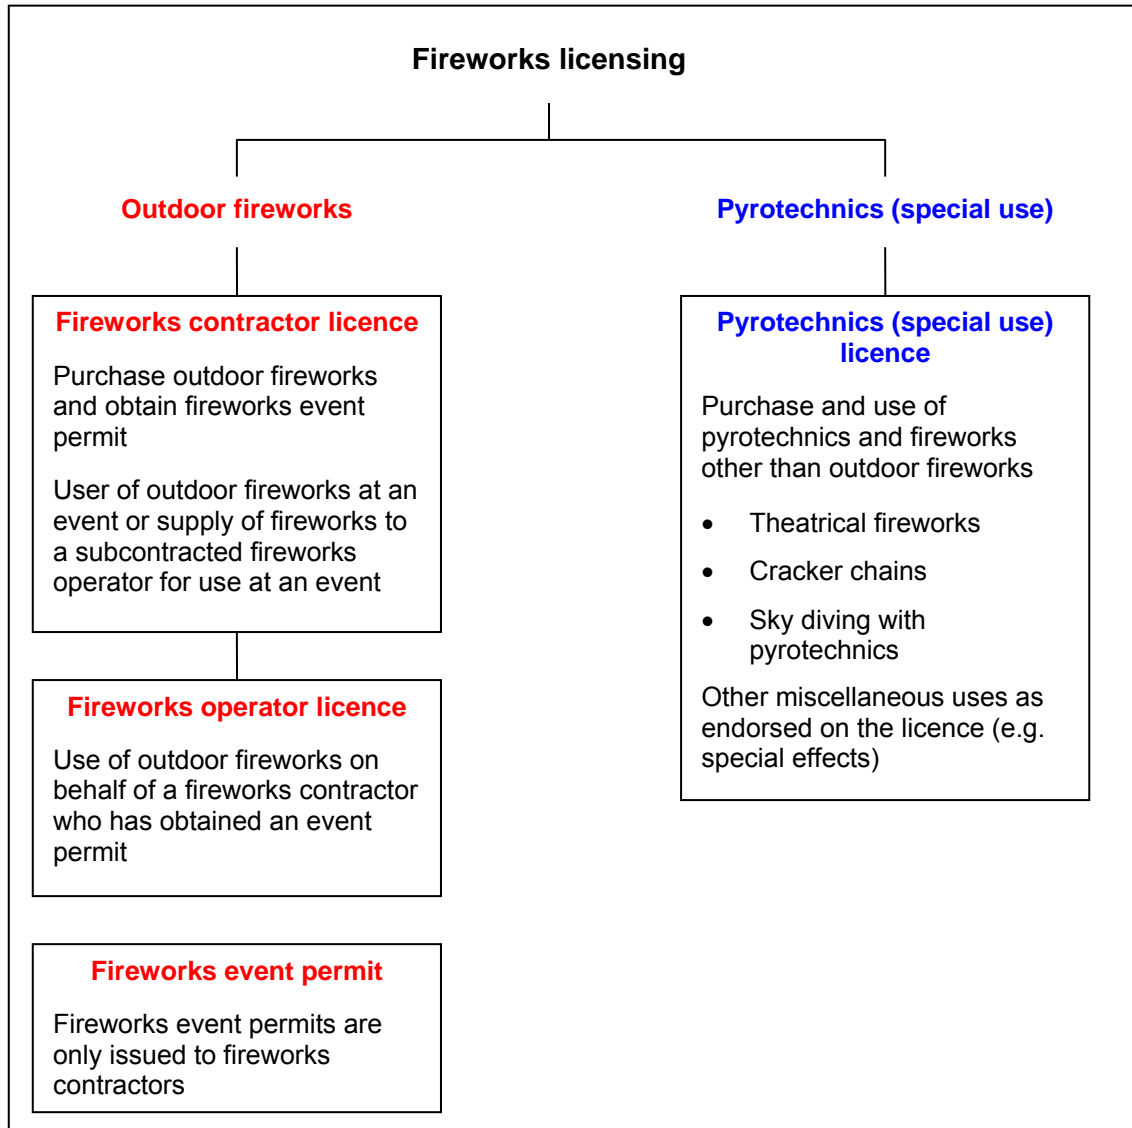 Fireworks licensing
Outdoor fireworks
Fireworks contractor licence
Purchase outdoor fireworks
and obtain fireworks event
permit
User of outdoor fireworks at an
event or supply of fireworks to
a subcontracted fireworks
operator for use at an event
Fireworks operator licence
Use of outdoor fireworks on
behalf of a fireworks contractor
who has obtained an event
permit
Fireworks event permit
Fireworks event permits are
only issued to fireworks
contractors
Pyrotechnics (special use)
Pyrotechnics (special use)
licence
Purchase and use of
pyrotechnics and fireworks
other than outdoor fireworks
• Theatrical fireworks
• Cracker chains
• Sky diving with
pyrotechnics
Other miscellaneous uses as
endorsed on the licence (e.g.
special effects)